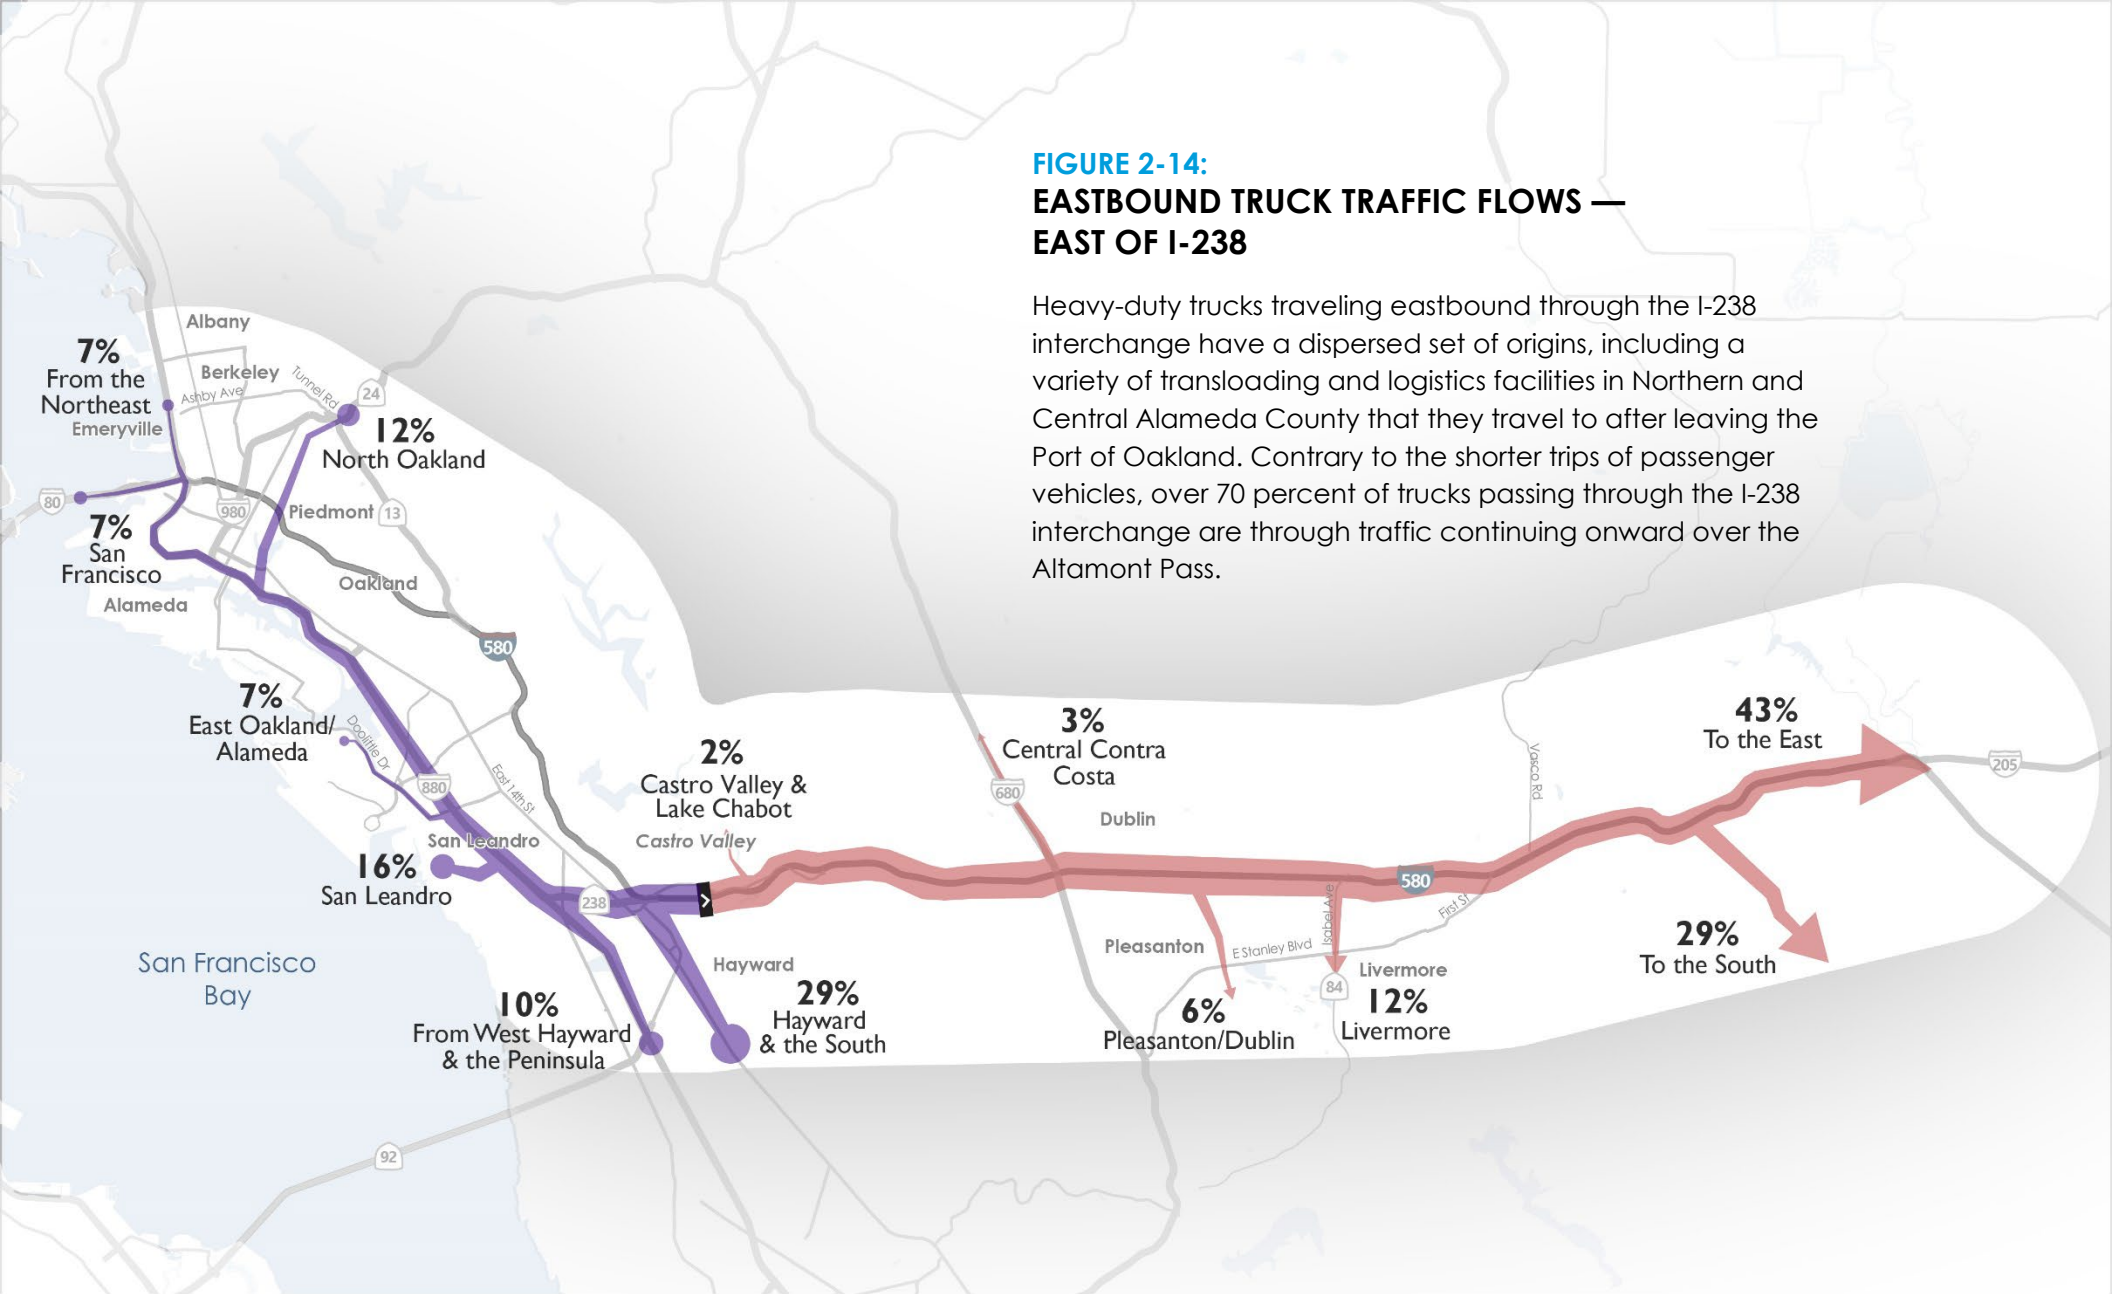 FIGURE 2-14:
EASTBOUND TRUCK TRAFFIC FLOWS —
EAST OF I-238
Heavy-duty trucks traveling eastbound through the I-238
interchange have a dispersed set of origins, including a
variety of transloading and logistics facilities in Northern and
Central Alameda County that they travel to after leaving the
Port of Oakland. Contrary to the shorter trips of passenger
vehicles, over 70 percent of trucks passing through the I-238
interchange are through traffic continuing onward over the
Altamont Pass.
Albany
7%
From the
Northeast
Emeryville
Berkeley
Ashby Ave
Tunnel Rd
24
12%
North Oakland
80
7%
San
Francisco
980
Piedmont
13
Alameda
Oakland
580
7%
East Oakland/
Alameda
Doolittle Dr
880
East 14th St
San Leandro
16%
San Leandro
238
2%
Castro Valley &
Lake Chabot
Castro Valley
San Francisco
Bay
10%
From West Hayward
& the Peninsula
Hayward
29%
Hayward
& the South
92
3%
Central Contra
Costa
680
Dublin
Pleasanton
E Stanley Blvd
Isabel Ave
First St
580
Vasco Rd
6%
Pleasanton/Dublin
84
Livermore
12%
Livermore
43%
To the East
205
29%
To the South